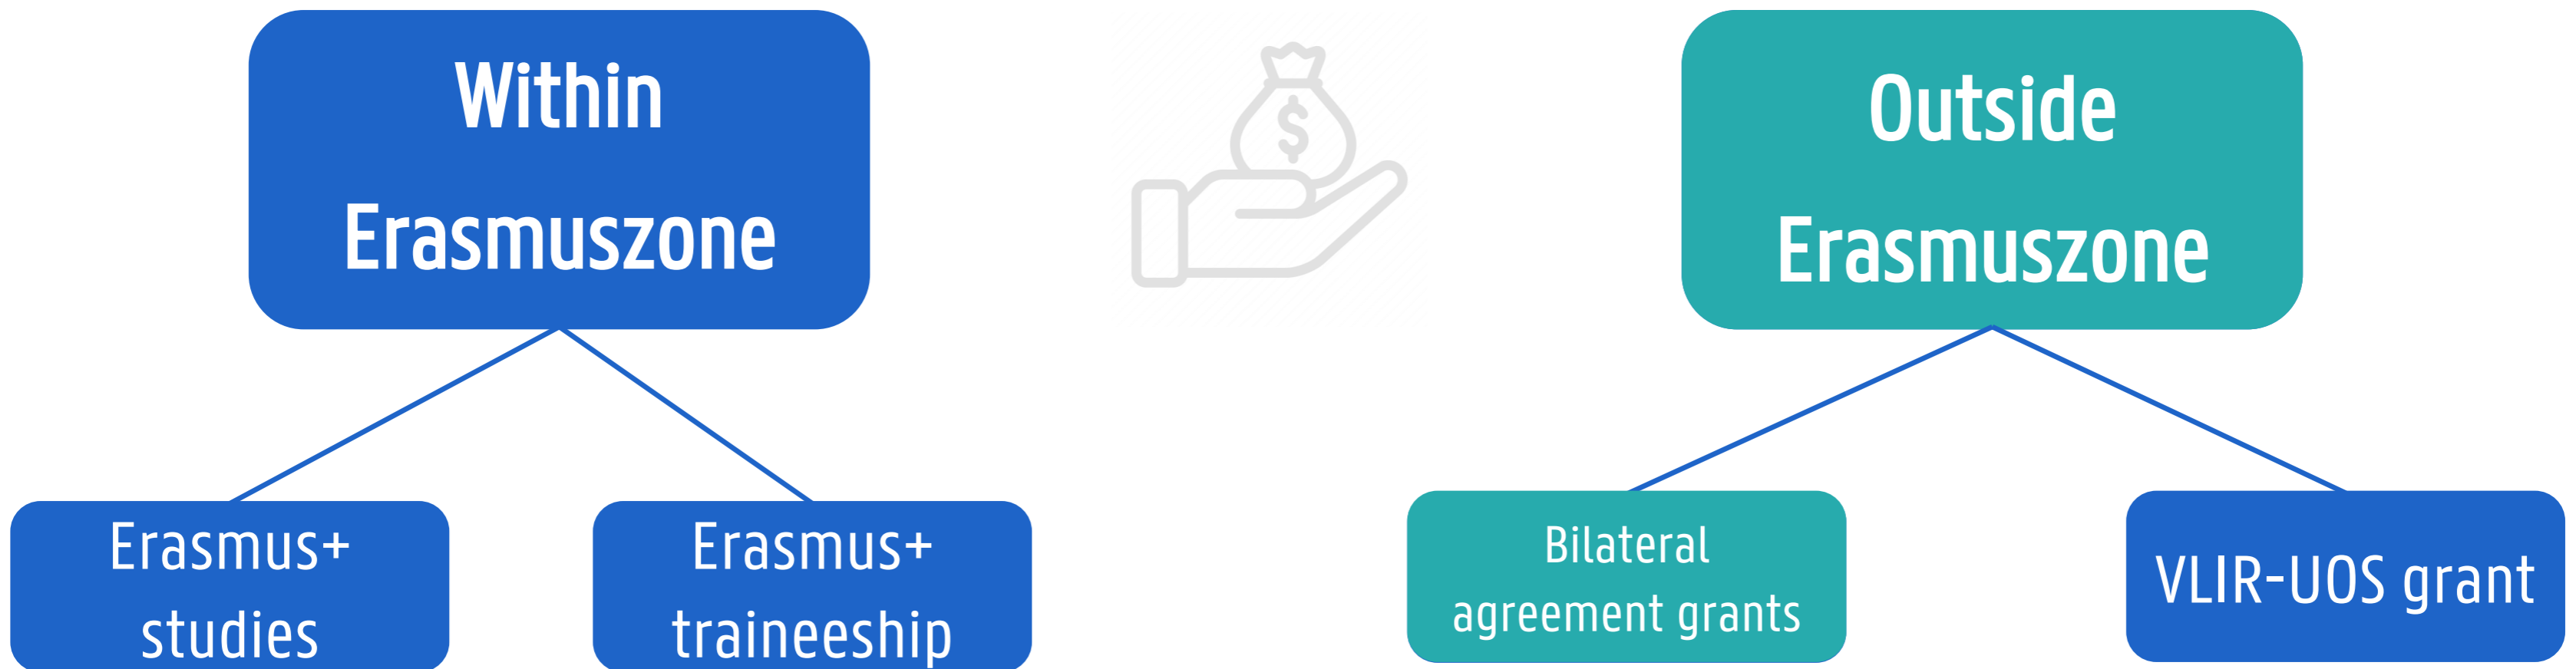 Within
Erasmuszone
$
Outside
Erasmuszone
Erasmus+
studies
Erasmus+
traineeship
Bilateral
agreement grants
VLIR-UOS grant